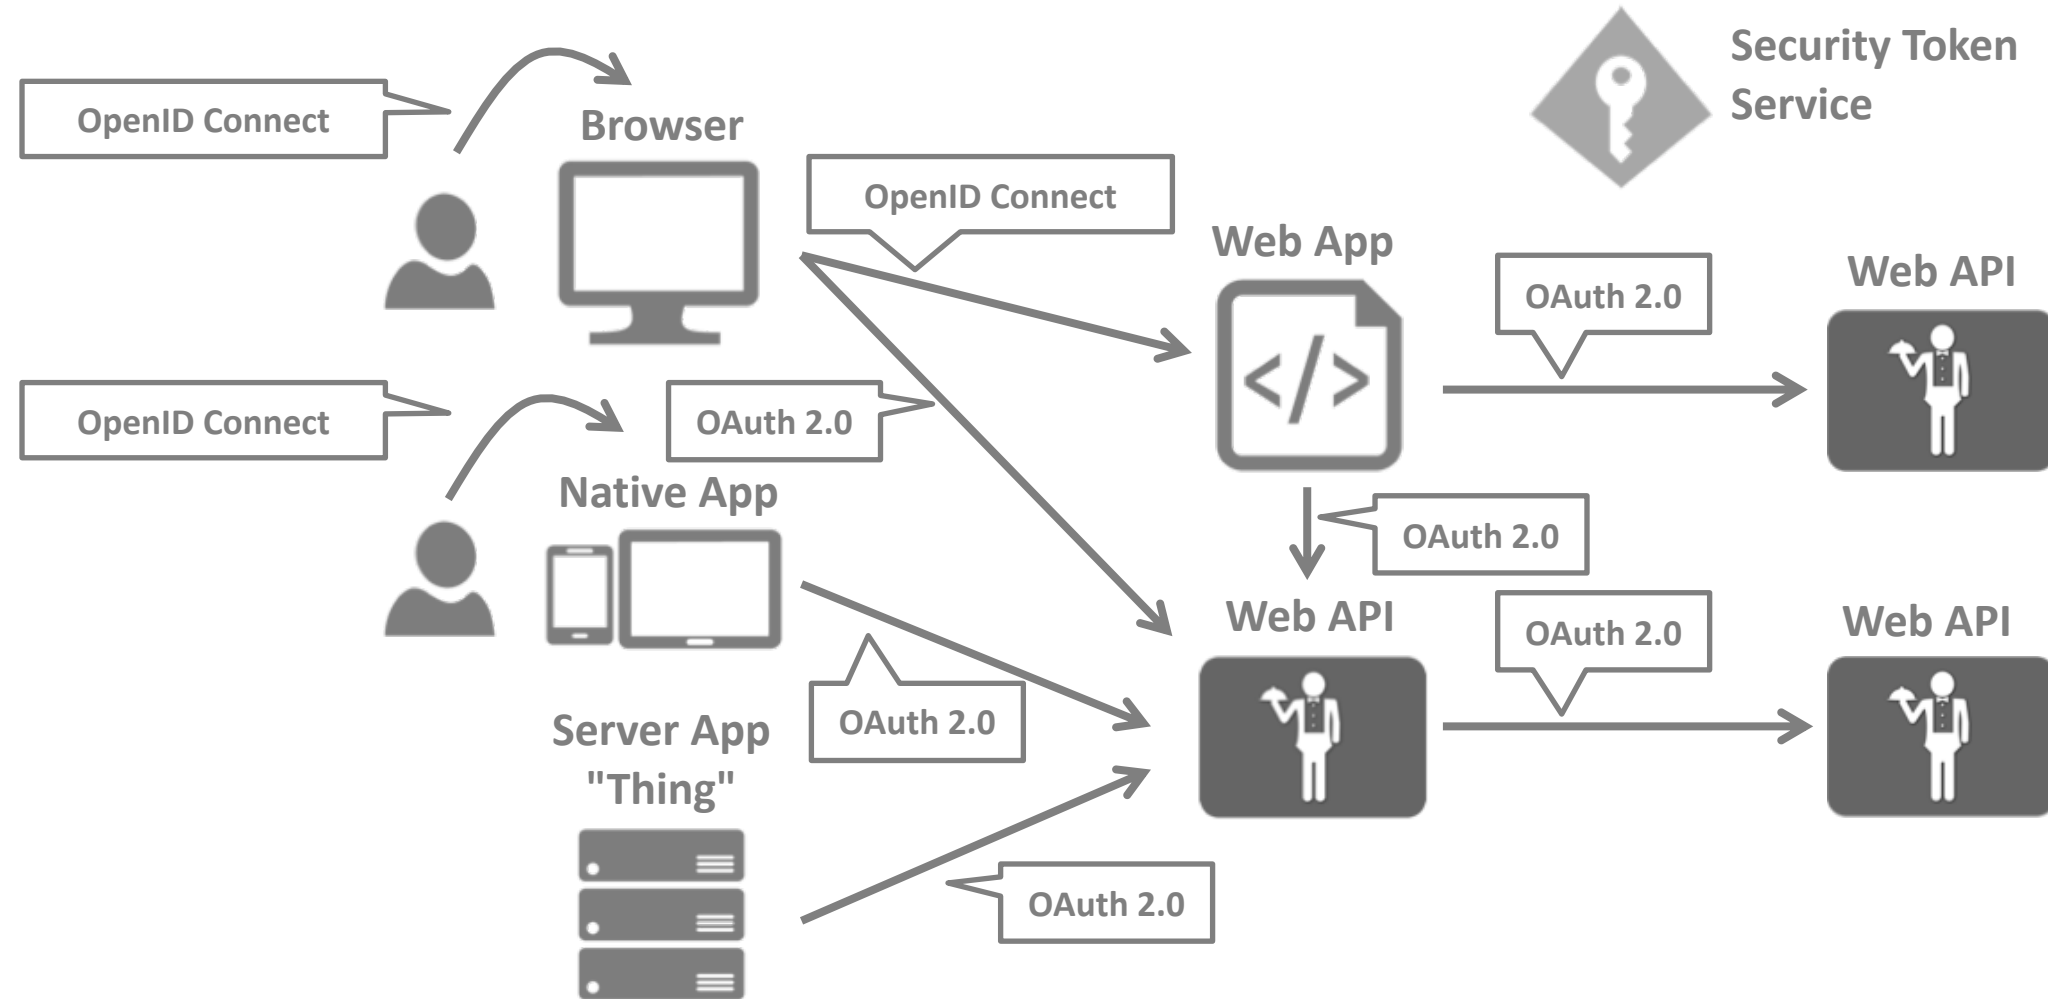 Security Token
Service
OpenID Connect
Browser
OpenID Connect
Web App
OAuth 2.0
Web API
</>
OpenID Connect
OAuth 2.0
Native App
OAuth 2.0
Web API
OAuth 2.0
Web API
Server App
"Thing"
OAuth 2.0
OAuth 2.0